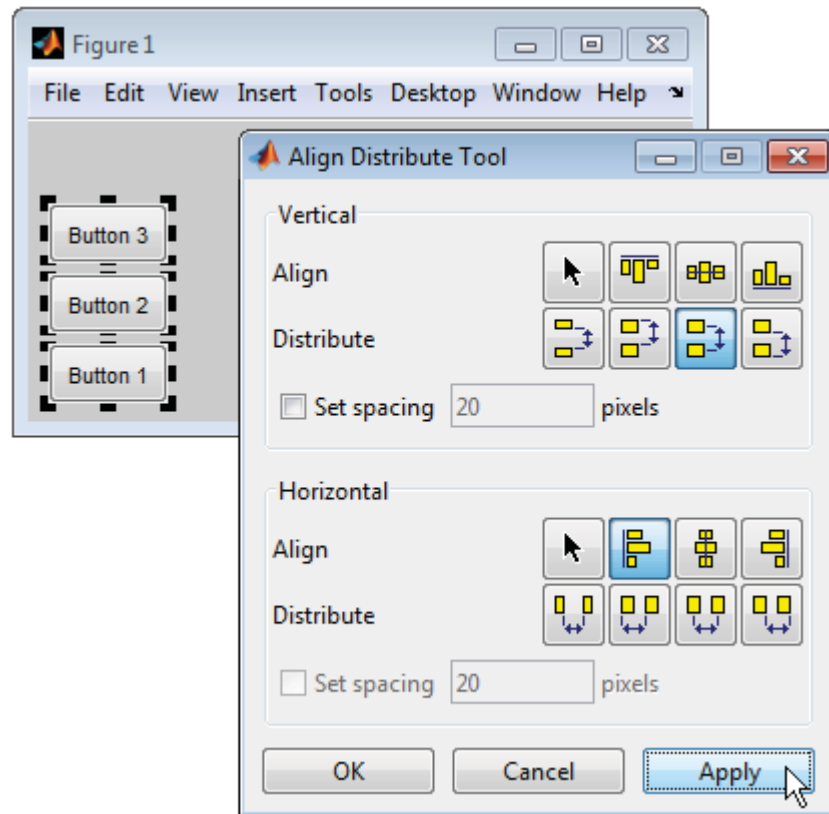 Figure 1
File Edit View Insert Tools Desktop Window Help
Align Distribute Tool
Button 3
Button 2
Button 1
Vertical
Align
Distribute
Set spacing 20 pixels
Horizontal
Align
Distribute
Set spacing 20 pixels
OK Cancel Apply